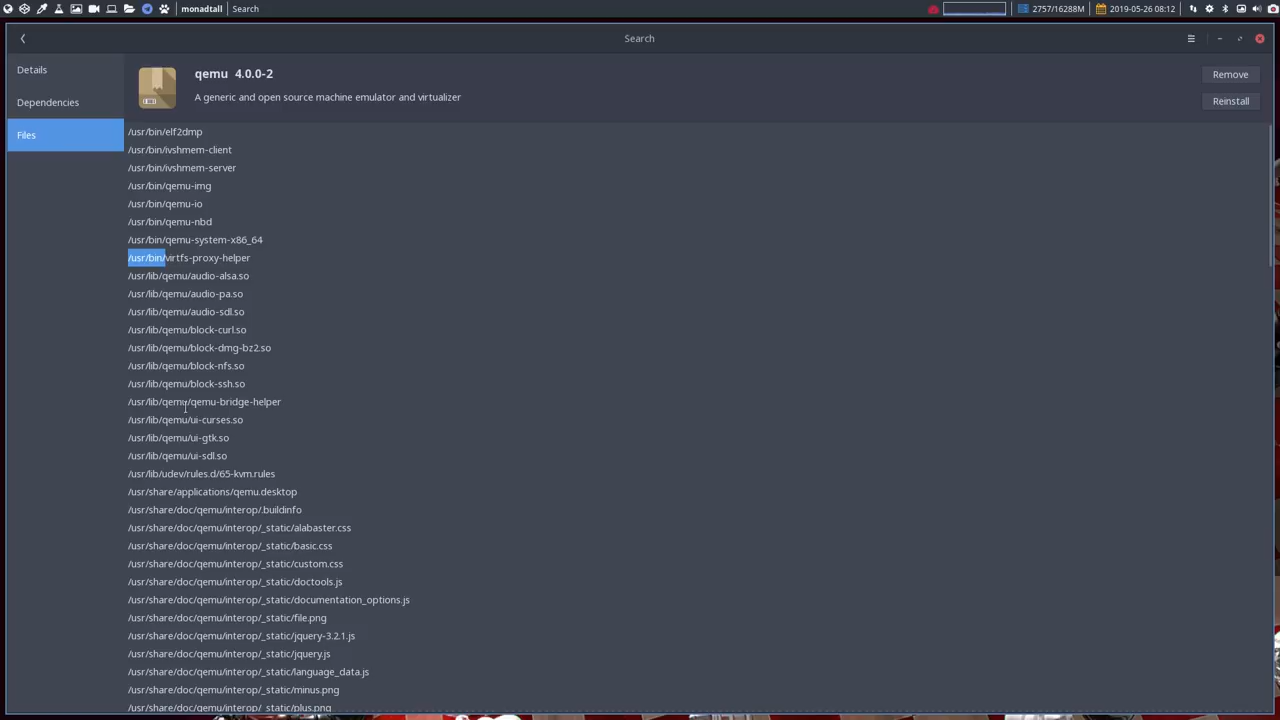 monadtall Search 2757/16288M 2019-05-26 08:12
Search
Details
Dependencies
Files
qemu 4.0.0-2
A generic and open source machine emulator and virtualizer
Remove
Reinstall
/usr/bin/elf2dmp
/usr/bin/ivshmem-client
/usr/bin/ivshmem-server
/usr/bin/qemu-img
/usr/bin/qemu-io
/usr/bin/qemu-nbd
/usr/bin/qemu-system-x86_64
/usr/bin/virtfs-proxy-helper
/usr/lib/qemu/audio-alsa.so
/usr/lib/qemu/audio-pa.so
/usr/lib/qemu/audio-sdl.so
/usr/lib/qemu/block-curl.so
/usr/lib/qemu/block-dmg-bz2.so
/usr/lib/qemu/block-nfs.so
/usr/lib/qemu/block-ssh.so
/usr/lib/qemu/qemu-bridge-helper
/usr/lib/qemu/ui-curses.so
/usr/lib/qemu/ui-gtk.so
/usr/lib/qemu/ui-sdl.so
/usr/lib/udev/rules.d/65-kvm.rules
/usr/share/applications/qemu.desktop
/usr/share/doc/qemu/interop/.buildinfo
/usr/share/doc/qemu/interop/_static/alabaster.css
/usr/share/doc/qemu/interop/_static/basic.css
/usr/share/doc/qemu/interop/_static/custom.css
/usr/share/doc/qemu/interop/_static/doctools.js
/usr/share/doc/qemu/interop/_static/documentation_options.js
/usr/share/doc/qemu/interop/_static/file.png
/usr/share/doc/qemu/interop/_static/jquery-3.2.1.js
/usr/share/doc/qemu/interop/_static/jquery.js
/usr/share/doc/qemu/interop/_static/language_data.js
/usr/share/doc/qemu/interop/_static/minus.png
/usr/share/doc/qemu/interop/_static/plus.png